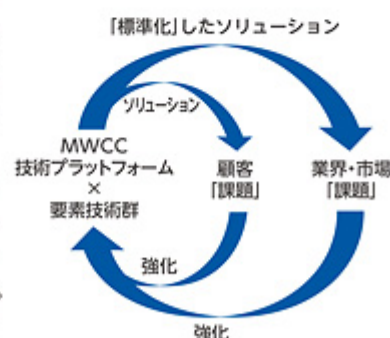 「標準化」したソリューション
ソリューション
MWCC
技術プラットフォーム
×
要素技術群
顧客
「課題」
業界・市場
「課題」
強化
強化